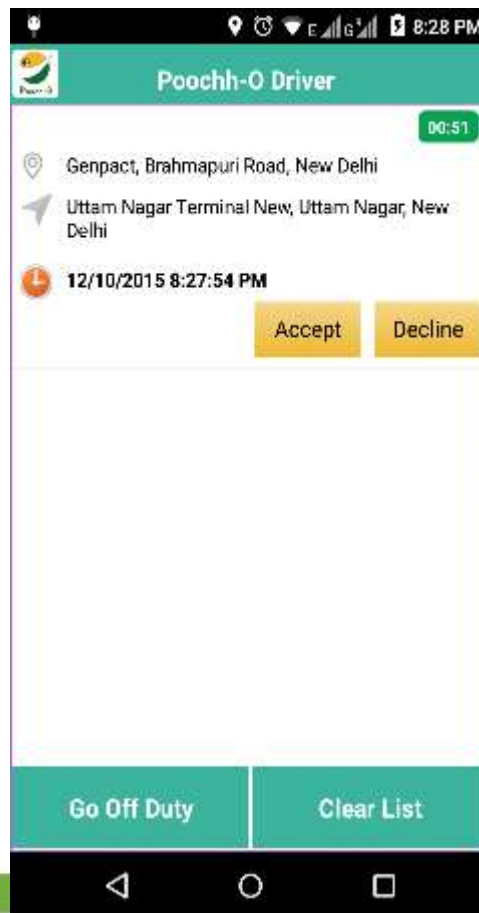 E G 8:28 PM
Poochh-O
Poochh-O Driver
00:51
Genpact, Brahmapuri Road, New Delhi
Uttam Nagar Terminal New, Uttam Nagar, New
Delhi
12/10/2015 8:27:54 PM
Accept Decline
Go Off Duty Clear List